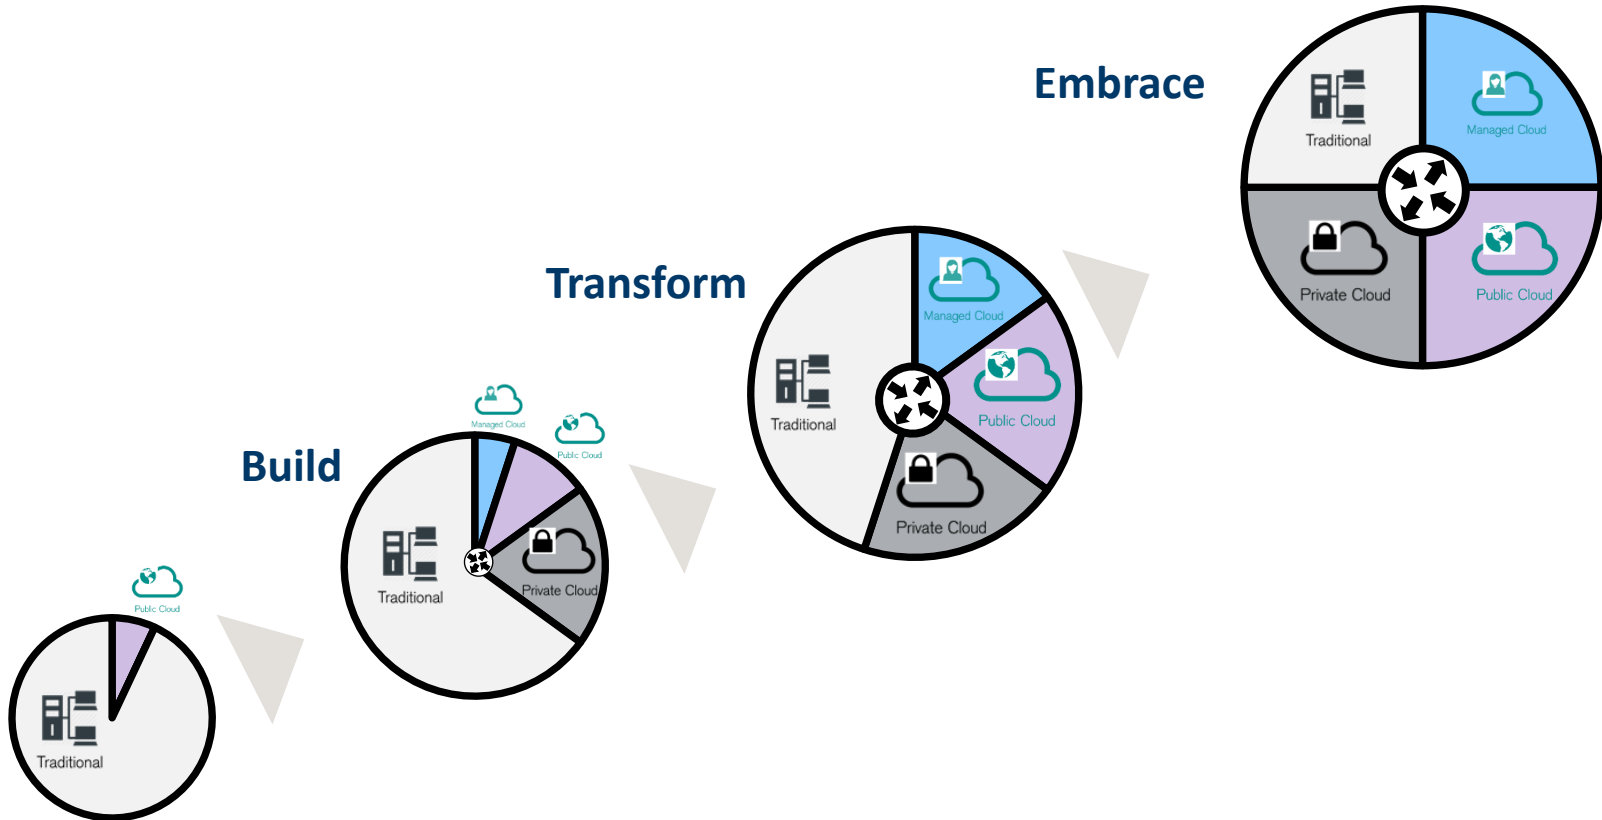 Embrace
Traditional
Managed Cloud
Private Cloud
Public Cloud
Transform
Managed Cloud
Traditional
Public Cloud
Private Cloud
Build
Managed Cloud
Public Cloud
Traditional
Private Cloud
Public Cloud
Traditional